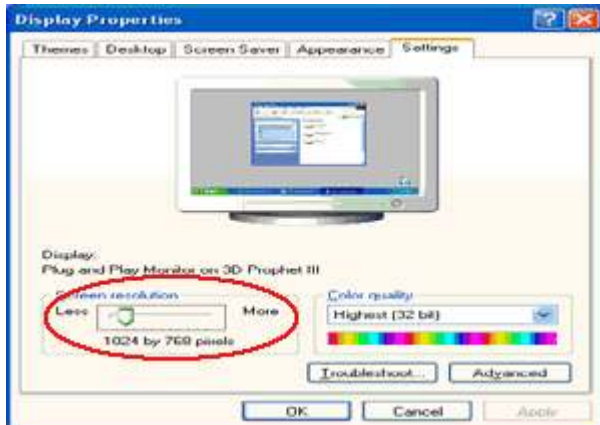 Display Properties
Themes Desktop Screen Saver Appearance Settings
Display:
Plug and Play Monitor on 3D Prophet III
Screen resolution
Less More
1024 by 768 pixels
Color quality
Highest (32 bit)
Troubleshoot... Advanced
OK Cancel Apply